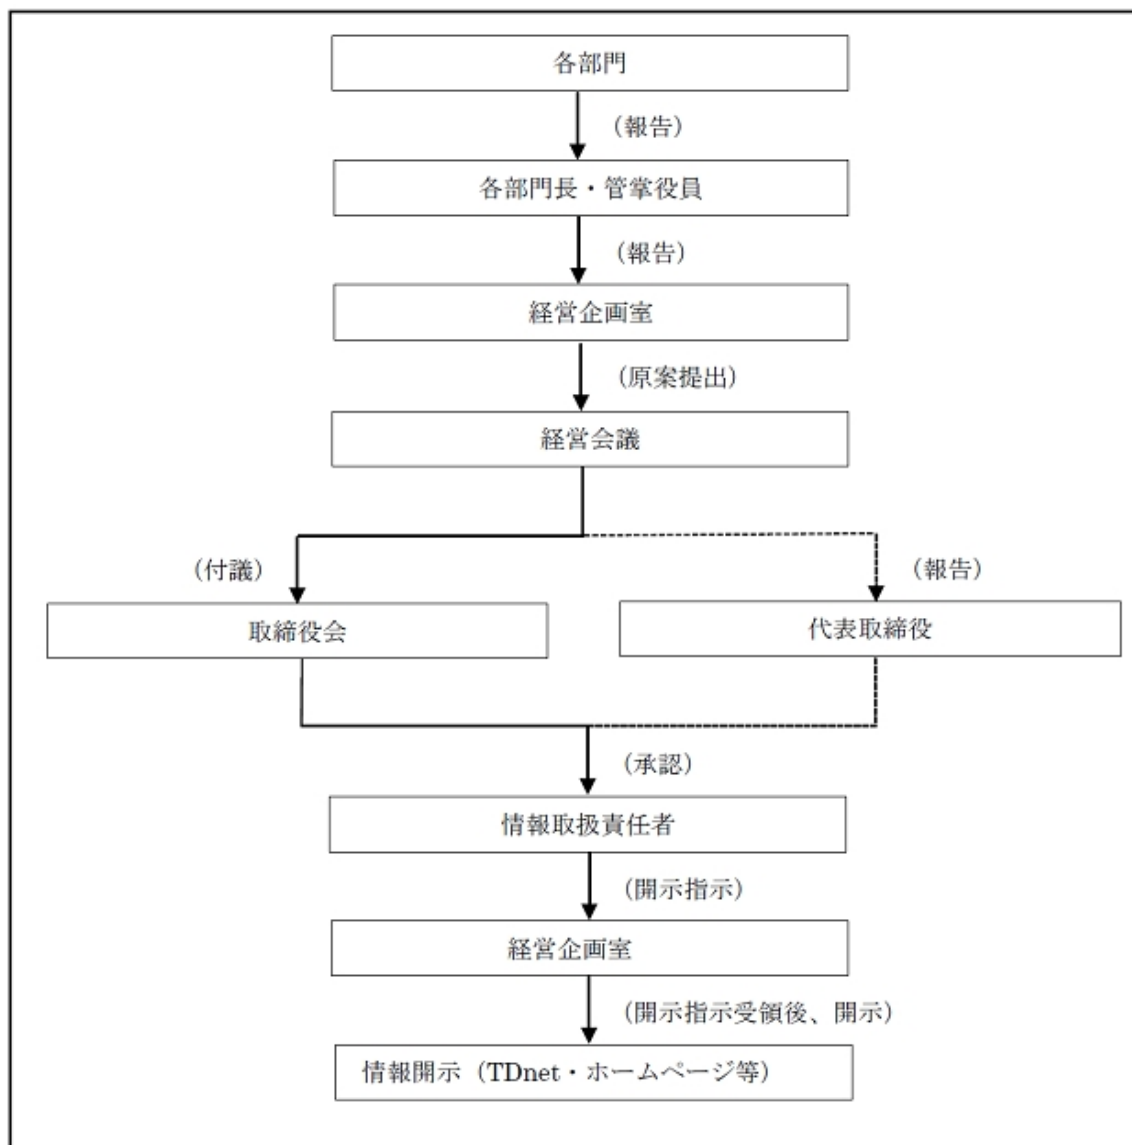 各部門
（報告）
各部門長・管掌役員
（報告）
経営企画室
（原案提出）
経営会議
（付議）
（報告）
取締役会
代表取締役
（承認）
情報取扱責任者
（開示指示）
経営企画室
（開示指示受領後、開示）
情報開示（TDnet・ホームページ等）